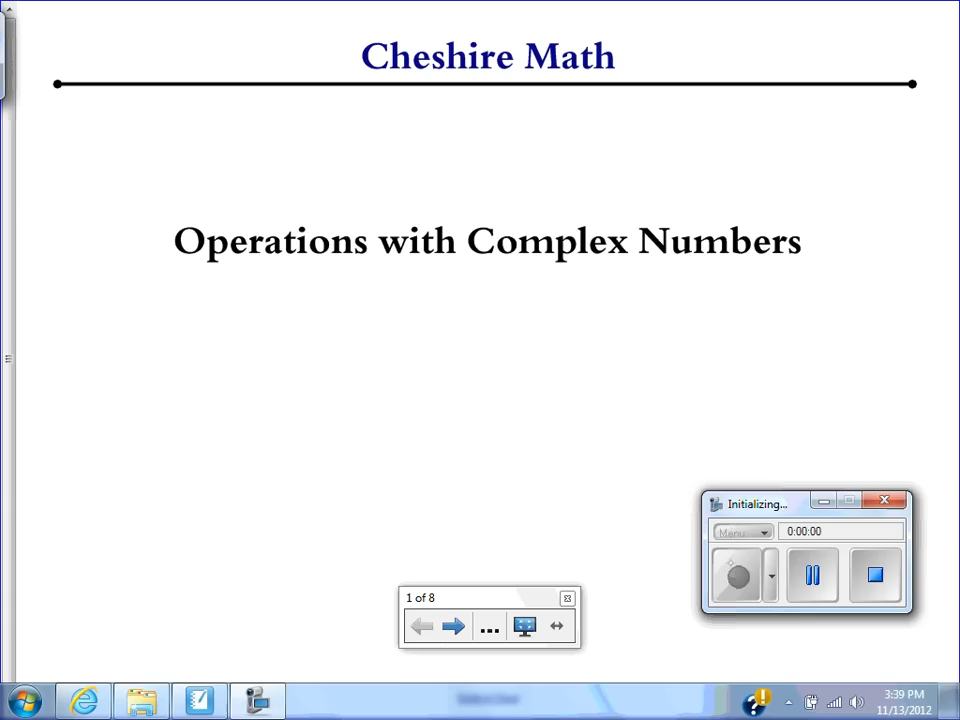 Cheshire Math
Operations with Complex Numbers
Initializing...
Menu
0:00:00
1 of 8
...
3:39 PM
11/13/2012